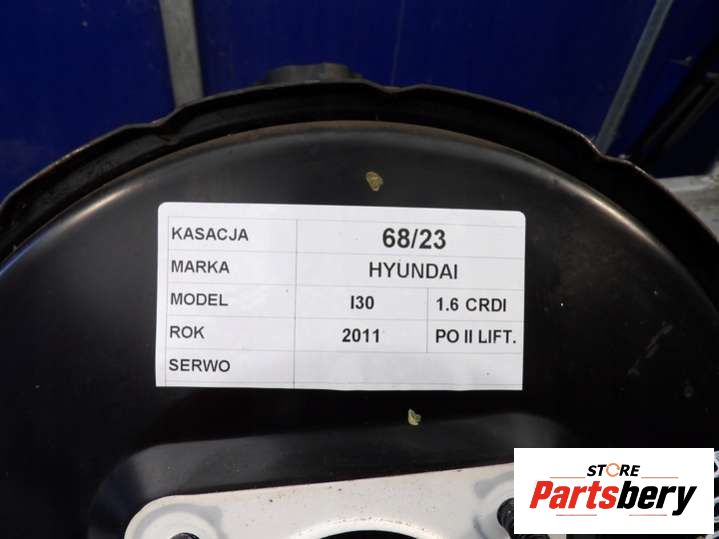 KASACJA 68/23
MARKA HYUNDAI
MODEL I30 1.6 CRDI
ROK 2011 PO II LIFT.
SERWO
STORE
Partsbery